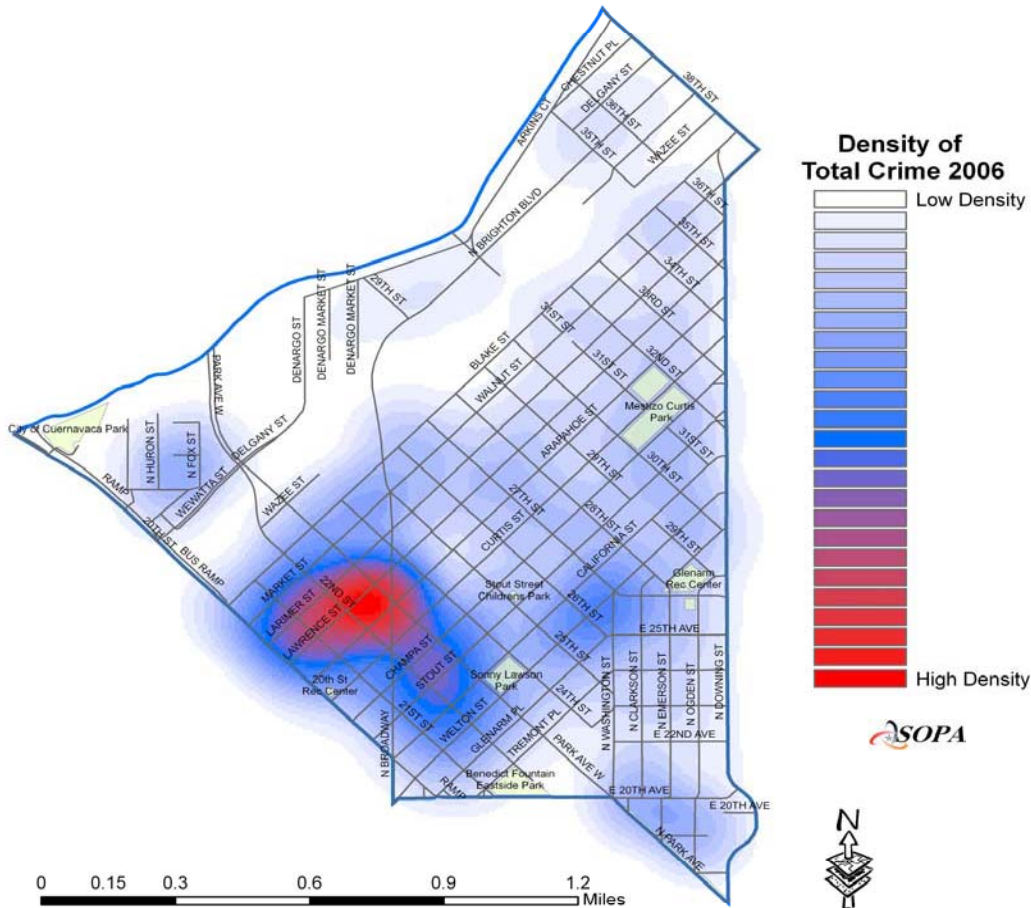 CHESTNUT PL
DELGANY ST
38TH ST
36TH ST
ARKINS CT
35TH ST
WAZEE ST
N BRIGHTON BLVD
36TH ST
35TH ST
34TH ST
33RD ST
29TH ST
DENARGO MARKET ST
DENARGO MARKET ST
DENARGO ST
31ST ST
BLAKE ST
31ST ST
32ND ST
WALNUT ST
PARK AVE W
Mestizo Curtis
Park
City of Cuernavaca Park
ARAPAHOE ST
31ST ST
30TH ST
N HURON ST
N FOX ST
DELGANY ST
29TH ST
RAMP
WEWATTA ST
WAZEE ST
27TH ST
28TH ST
20TH ST
CURTIS ST
CALIFORNIA ST
29TH ST
BUS RAMP
MARKET ST
22ND ST
Stout Street
Childrens Park
Glenarm
Rec Center
LARIMER ST
26TH ST
LAWRENCE ST
25TH ST
E 25TH AVE
CHAMPA ST
STOUT ST
20th St
Rec Center
Sonny Lawson
Park
24TH ST
N WASHINGTON ST
N CLARKSON ST
N EMERSON ST
N OGDEN ST
N DOWNING ST
21ST ST
WELTON ST
GLENARM PL
TREMONT PL
E 22ND AVE
N BROADWAY
PARK AVE W
RAMP
Benedict Fountain
Eastside Park
E 20TH AVE
E 20TH AVE
N PARK AVE
Density of
Total Crime 2006
Low Density
High Density
SOPA
N
0 0.15 0.3 0.6 0.9 1.2
Miles